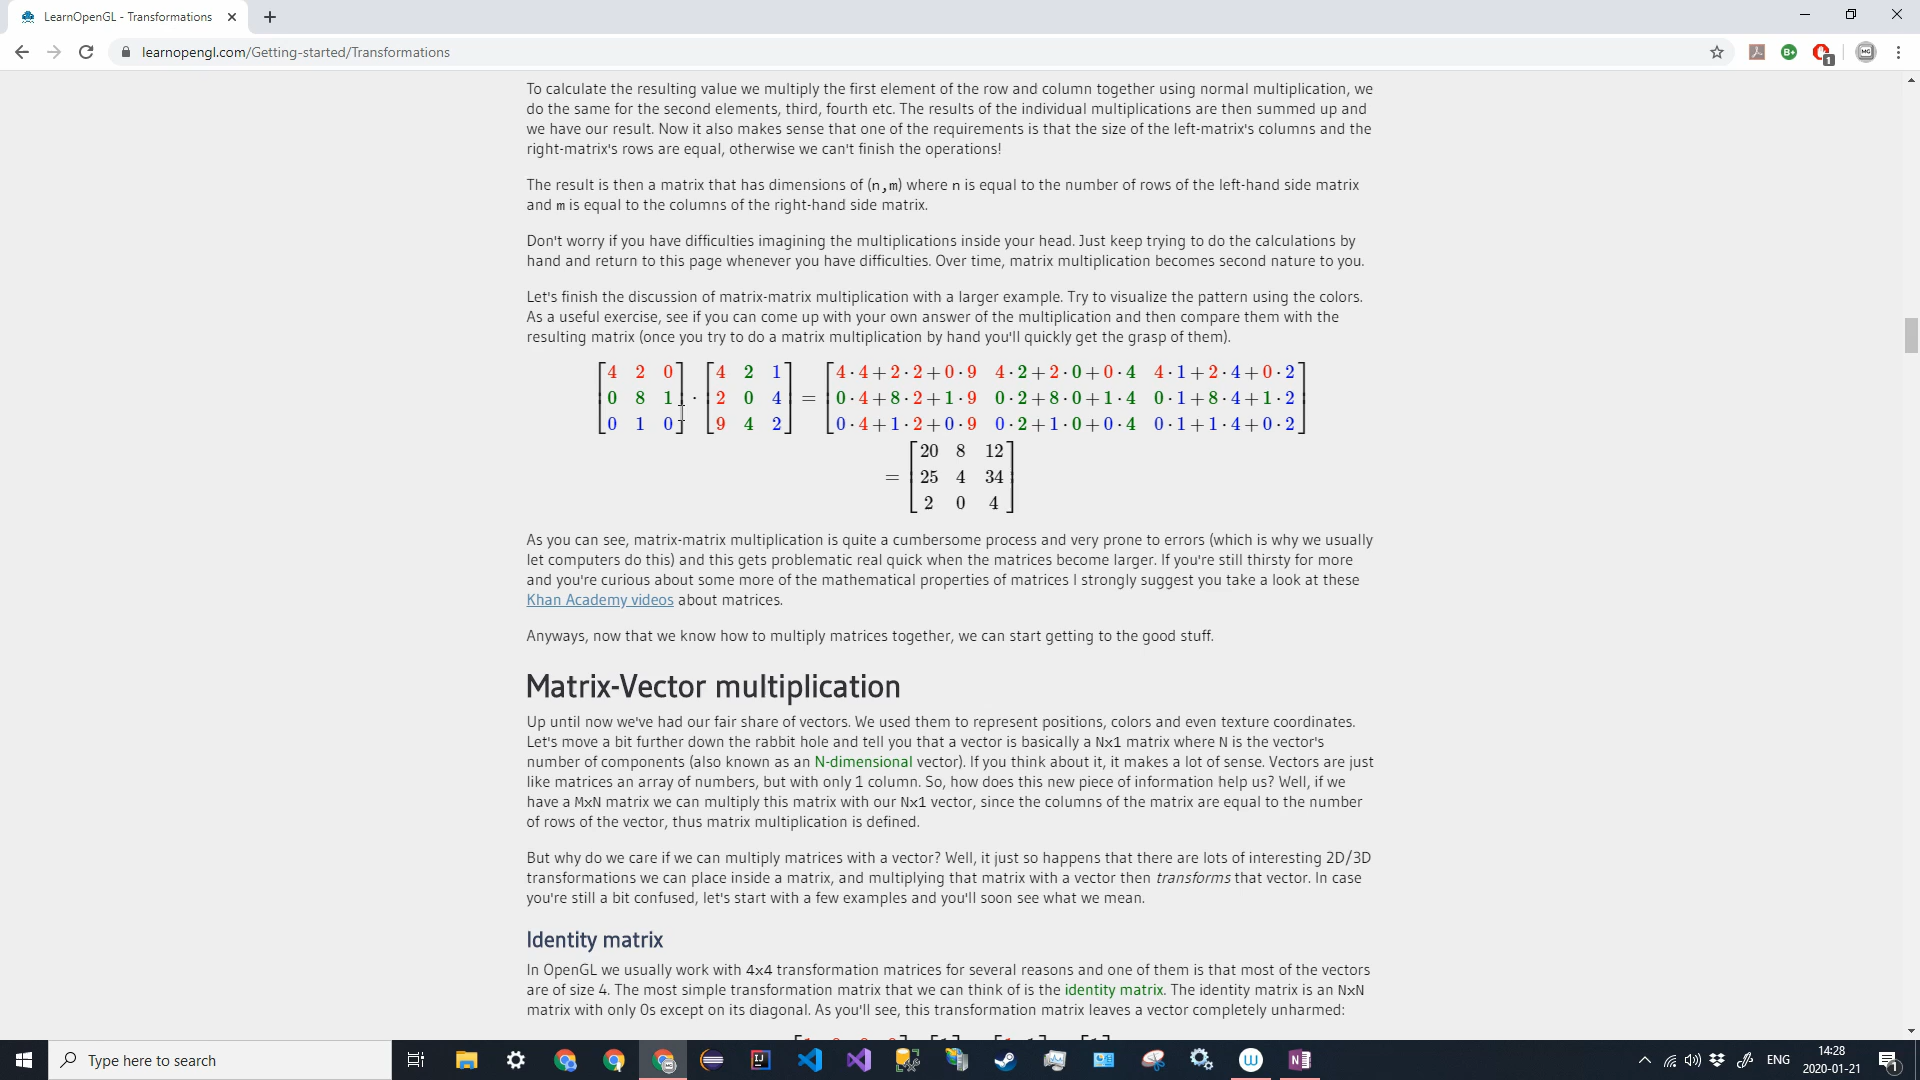 LearnOpenGL - Transformations
learnopengl.com/Getting-started/Transformations
To calculate the resulting value we multiply the first element of the row and column together using normal multiplication, we
do the same for the second elements, third, fourth etc. The results of the individual multiplications are then summed up and
we have our result. Now it also makes sense that one of the requirements is that the size of the left-matrix's columns and the
right-matrix's rows are equal, otherwise we can't finish the operations!
The result is then a matrix that has dimensions of (n,m) where n is equal to the number of rows of the left-hand side matrix
and m is equal to the columns of the right-hand side matrix.
Don't worry if you have difficulties imagining the multiplications inside your head. Just keep trying to do the calculations by
hand and return to this page whenever you have difficulties. Over time, matrix multiplication becomes second nature to you.
Let's finish the discussion of matrix-matrix multiplication with a larger example. Try to visualize the pattern using the colors.
As a useful exercise, see if you can come up with your own answer of the multiplication and then compare them with the
resulting matrix (once you try to do a matrix multiplication by hand you'll quickly get the grasp of them).
4 2 0 4 2 1 4·4+2·2+0·9 4·2+2·0+0·4 4·1+2·4+0·2
0 8 1 · 2 0 4 = 0·4+8·2+1·9 0·2+8·0+1·4 0·1+8·4+1·2
0 1 0 9 4 2 0·4+1·2+0·9 0·2+1·0+0·4 0·1+1·4+0·2
20 8 12
= 25 4 34
2 0 4
As you can see, matrix-matrix multiplication is quite a cumbersome process and very prone to errors (which is why we usually
let computers do this) and this gets problematic real quick when the matrices become larger. If you're still thirsty for more
and you're curious about some more of the mathematical properties of matrices I strongly suggest you take a look at these
Khan Academy videos about matrices.
Anyways, now that we know how to multiply matrices together, we can start getting to the good stuff.
Matrix-Vector multiplication
Up until now we've had our fair share of vectors. We used them to represent positions, colors and even texture coordinates.
Let's move a bit further down the rabbit hole and tell you that a vector is basically a Nx1 matrix where N is the vector's
number of components (also known as an N-dimensional vector). If you think about it, it makes a lot of sense. Vectors are just
like matrices an array of numbers, but with only 1 column. So, how does this new piece of information help us? Well, if we
have a MxN matrix we can multiply this matrix with our Nx1 vector, since the columns of the matrix are equal to the number
of rows of the vector, thus matrix multiplication is defined.
But why do we care if we can multiply matrices with a vector? Well, it just so happens that there are lots of interesting 2D/3D
transformations we can place inside a matrix, and multiplying that matrix with a vector then transforms that vector. In case
you're still a bit confused, let's start with a few examples and you'll soon see what we mean.
Identity matrix
In OpenGL we usually work with 4x4 transformation matrices for several reasons and one of them is that most of the vectors
are of size 4. The most simple transformation matrix that we can think of is the identity matrix. The identity matrix is an NxN
matrix with only 0s except on its diagonal. As you'll see, this transformation matrix leaves a vector completely unharmed:
Type here to search
ENG
14:28
2020-01-21